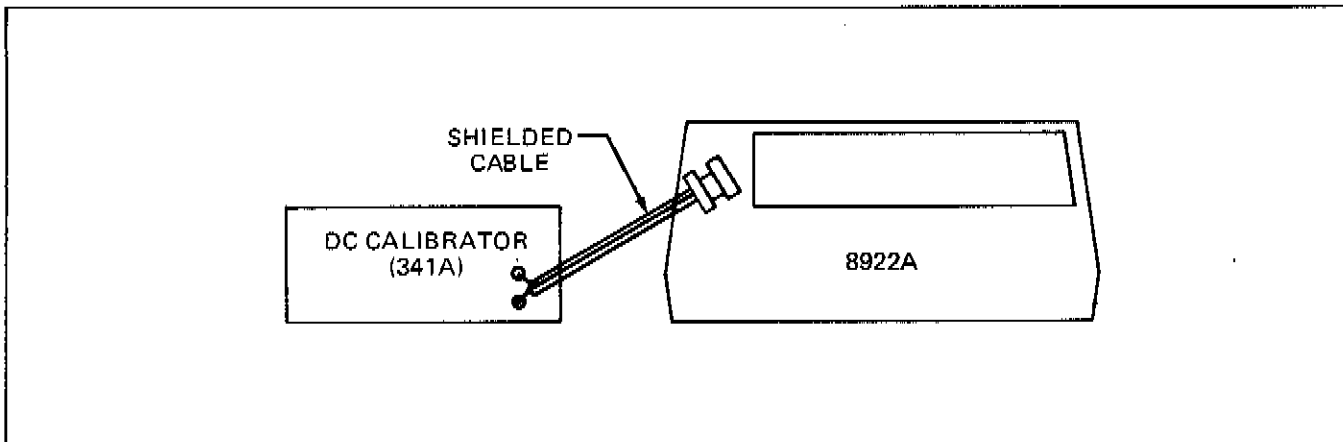 SHIELDED
CABLE
DC CALIBRATOR
(341A)
8922A